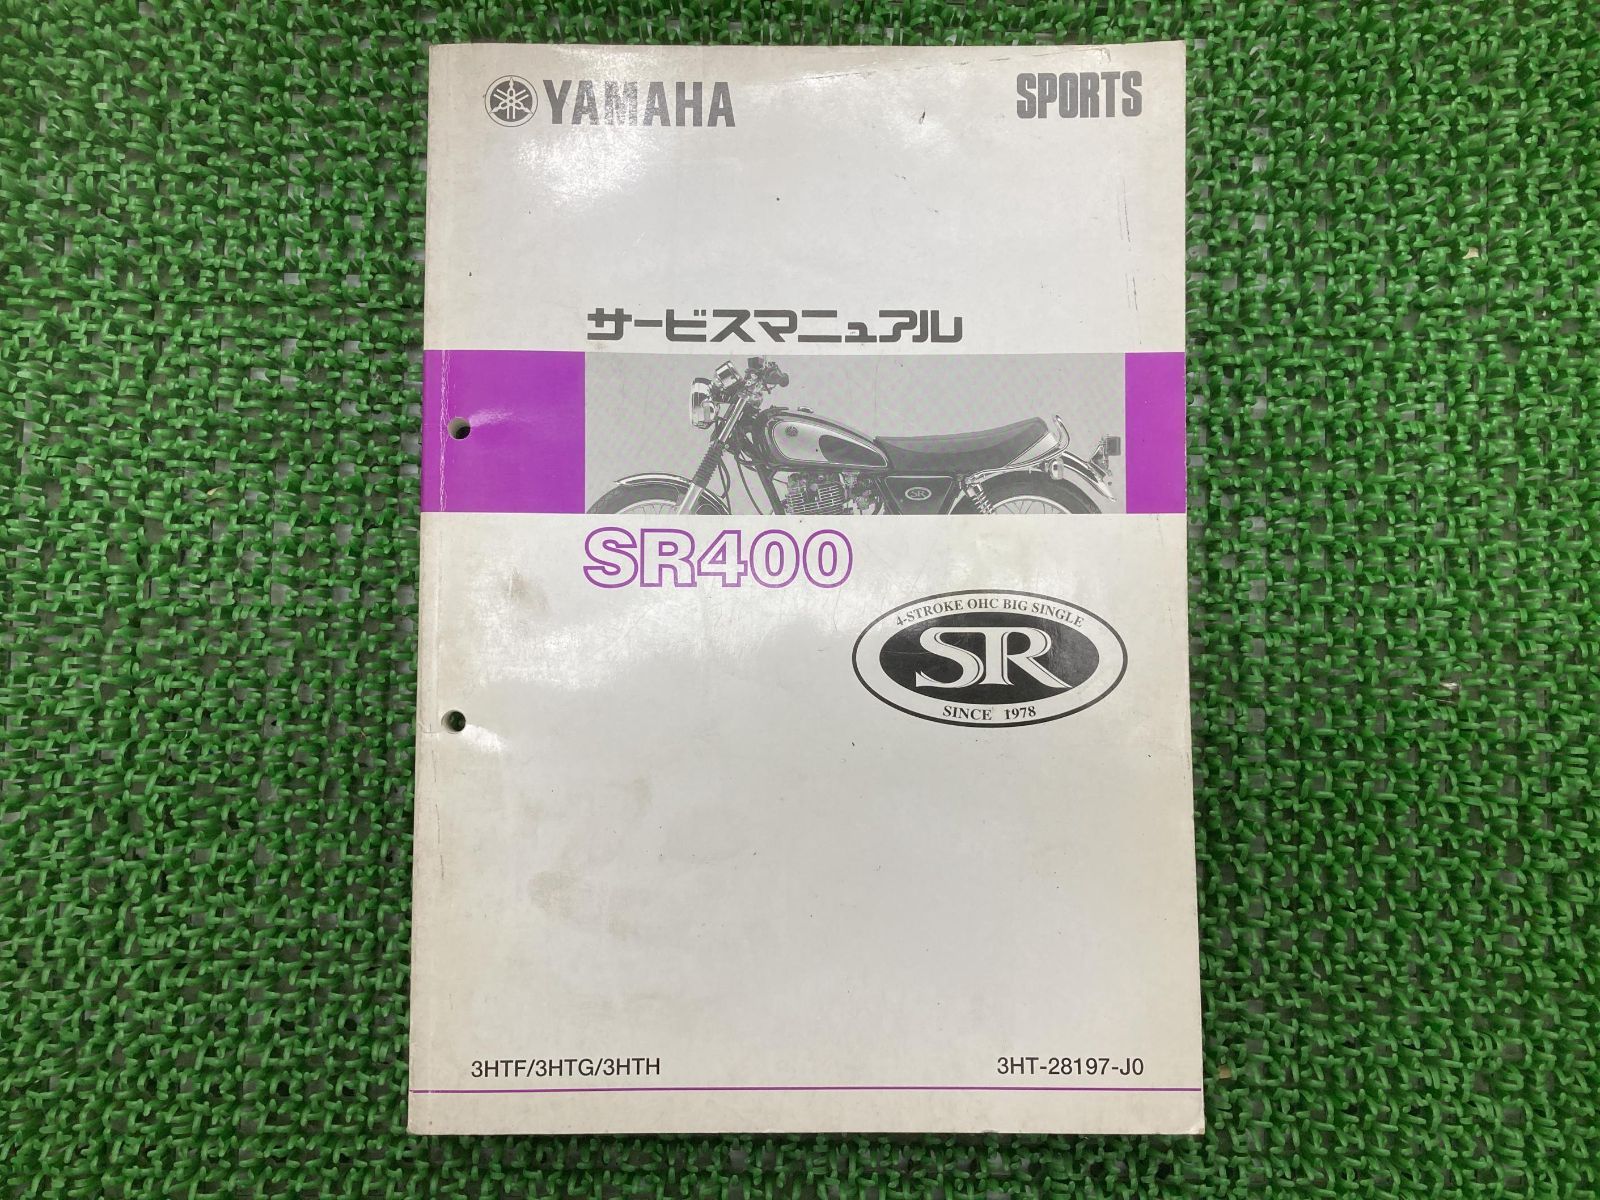 YAMAHA
SPORTS
サービスマニュアル
SR
SR400
4-STROKE OHC BIG SINGLE
SR
SINCE 1978
3HTF/3HTG/3HTH
3HT-28197-J0